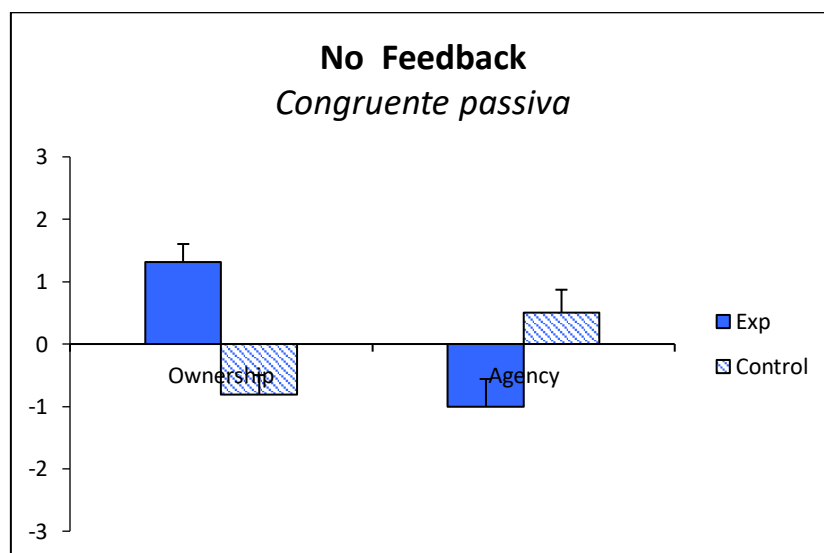 No Feedback
Congruente passiva
3
2
1
0
-1
-2
-3
Ownership
Agency
Exp
Control